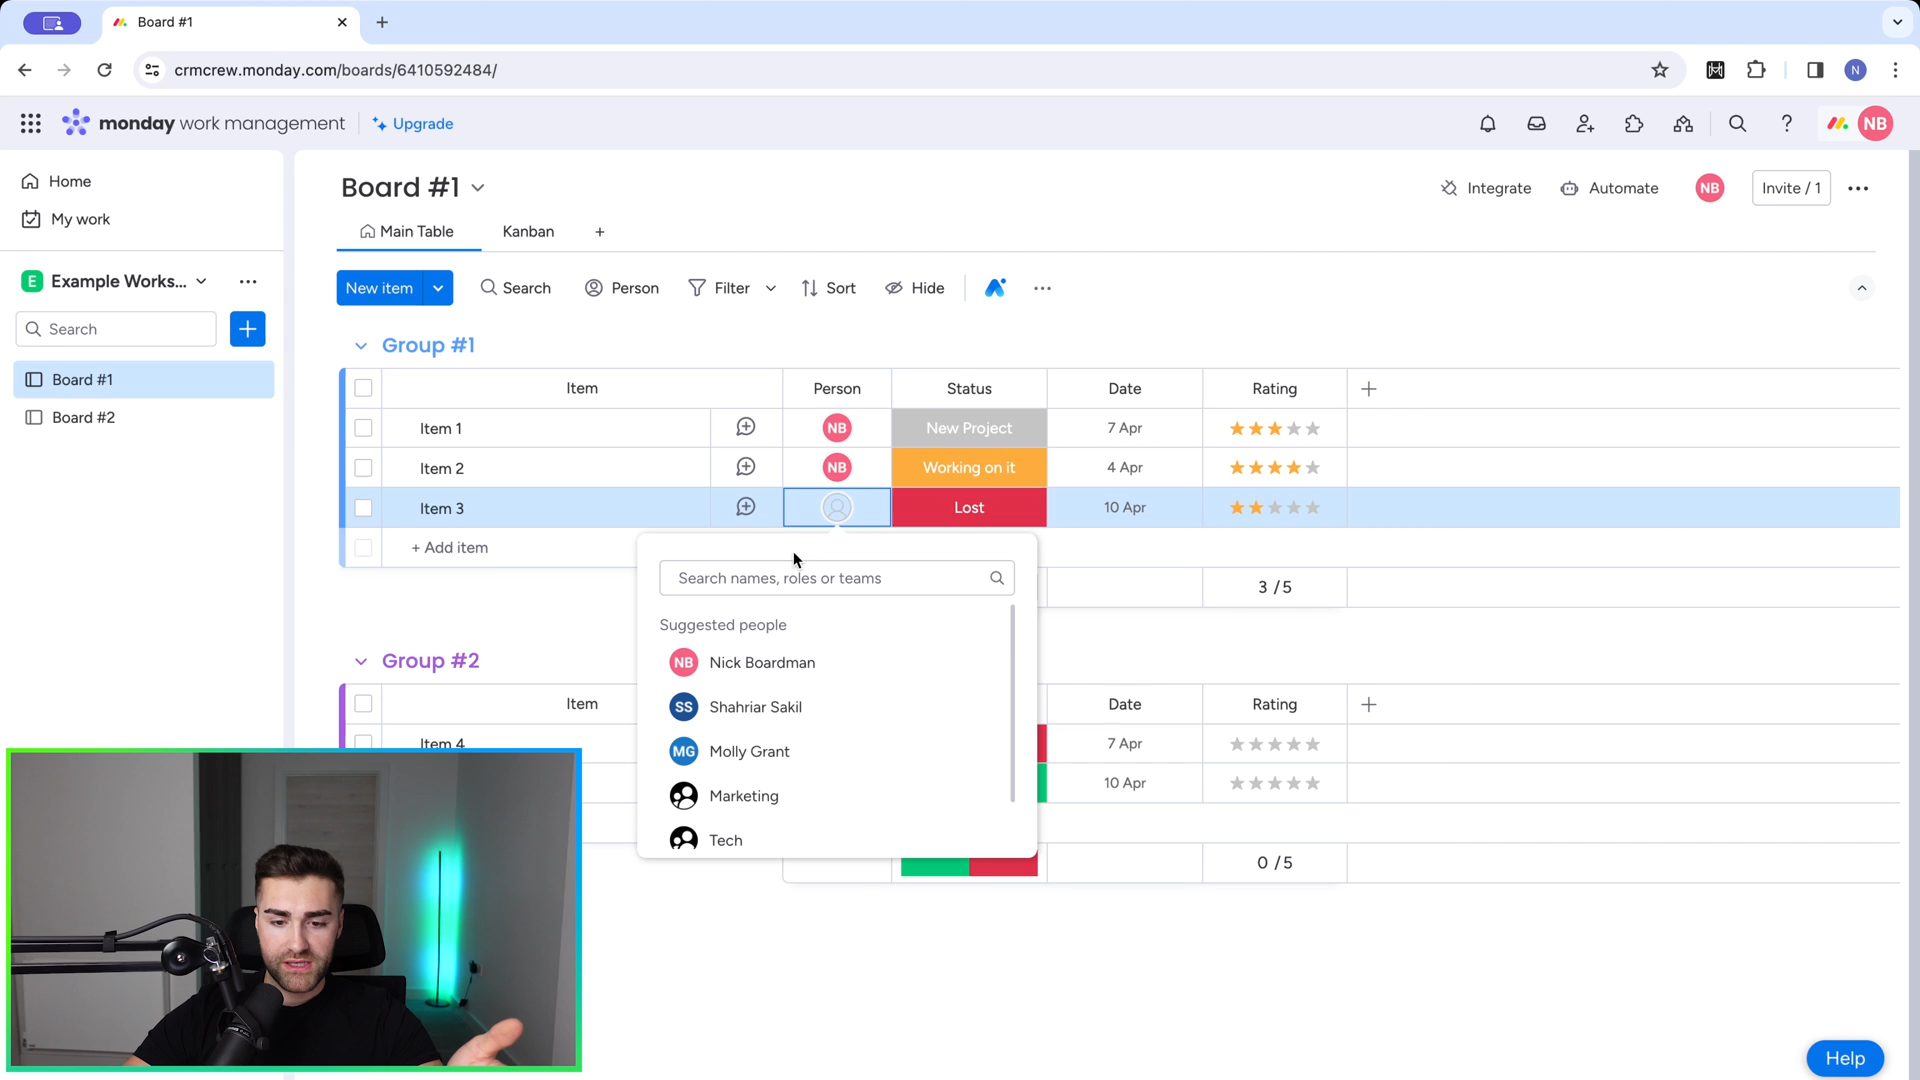 Board #1
crmcrew.monday.com/boards/6410592484/
N
monday work management
Upgrade
NB
Home
My work
E Example Works...
Search
Board #1
Board #2
Board #1
Integrate
Automate
NB
Invite / 1
Main Table
Kanban
New item
Search
Person
Filter
Sort
Hide
Group #1
Item Person Status Date Rating
Item 1 NB New Project 7 Apr
Item 2 NB Working on it 4 Apr
Item 3 Lost 10 Apr
+ Add item
3 / 5
Search names, roles or teams
Suggested people
NB Nick Boardman
SS Shahriar Sakil
MG Molly Grant
Marketing
Tech
Group #2
Item Date Rating
Item 4 7 Apr
10 Apr
0 / 5
Help